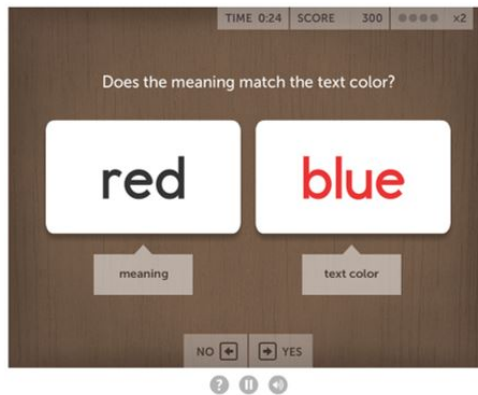 TIME 0:24 SCORE 300 x2
Does the meaning match the text color?
red blue
meaning text color
NO YES
?